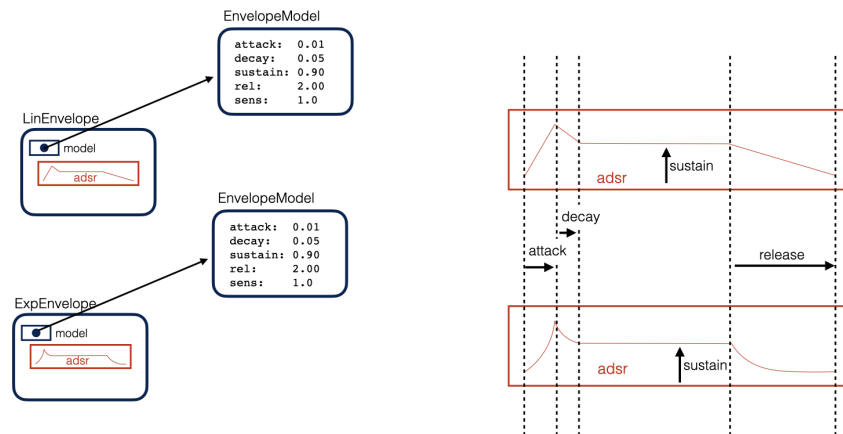 EnvelopeModel
attack: 0.01
decay: 0.05
sustain: 0.90
rel: 2.00
sens: 1.0
LinEnvelope
model
adsr
EnvelopeModel
attack: 0.01
decay: 0.05
sustain: 0.90
rel: 2.00
sens: 1.0
ExpEnvelope
model
adsr
sustain
adsr
decay
attack
release
sustain
adsr